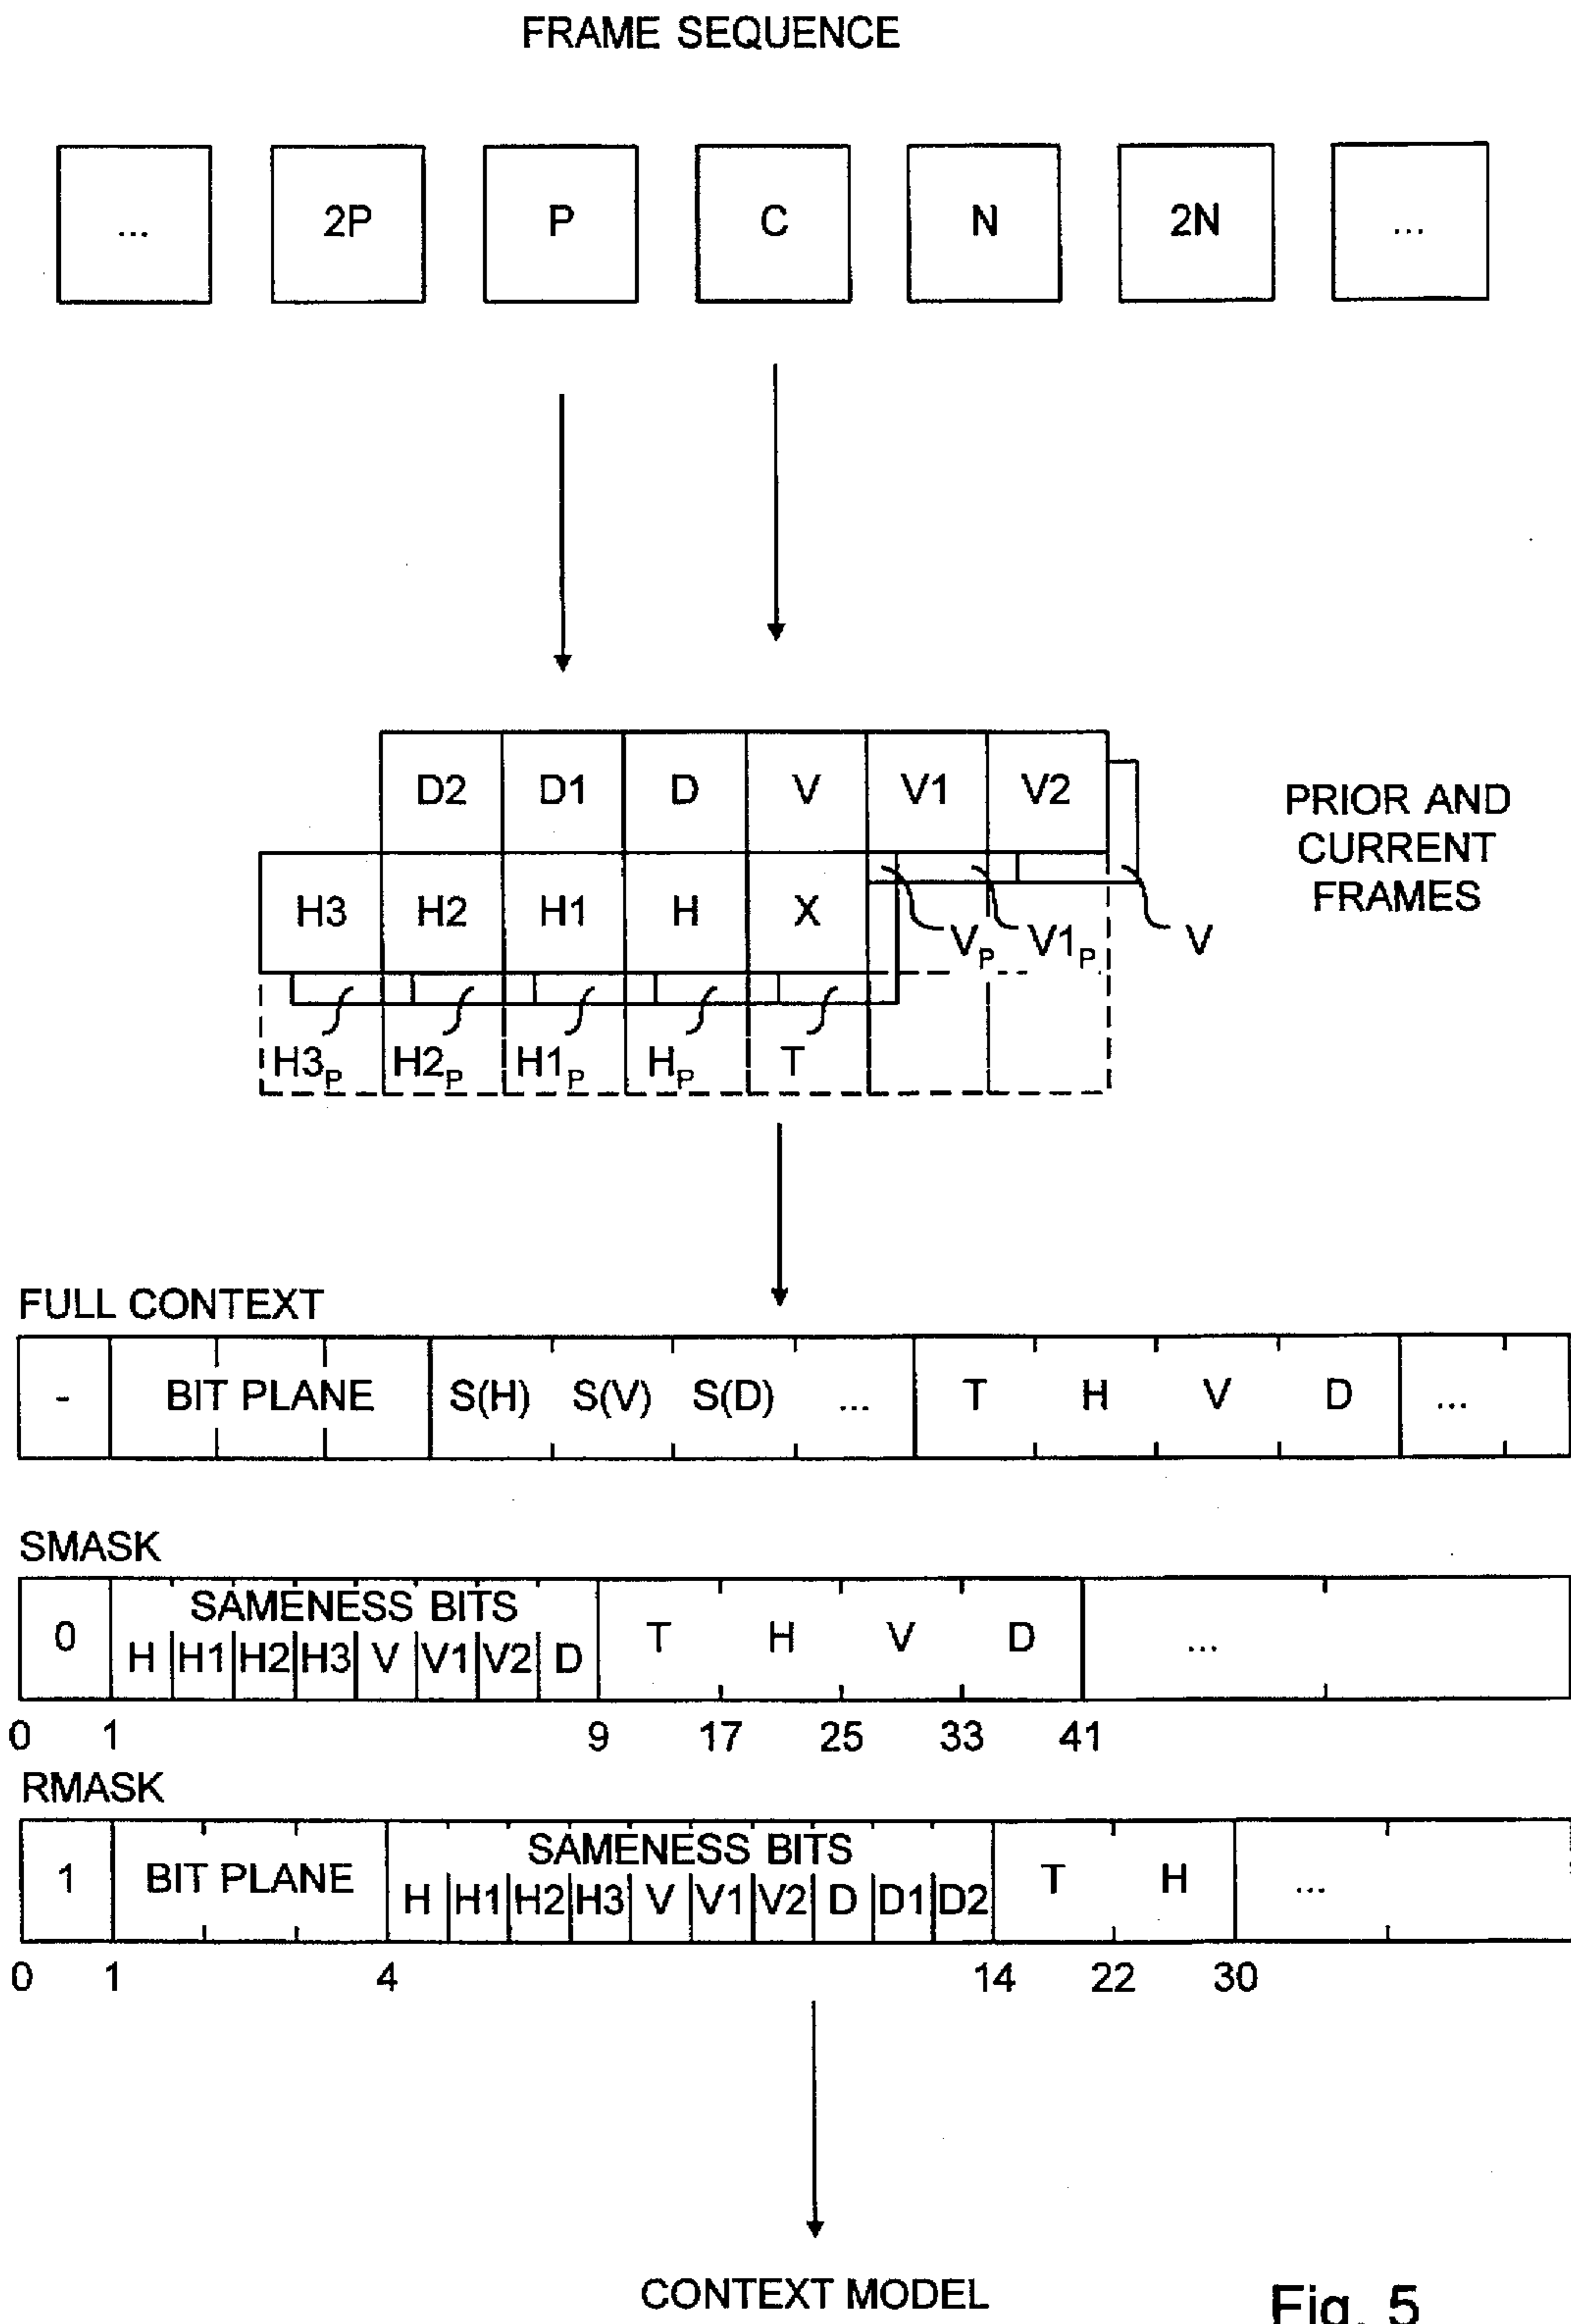 FRAME SEQUENCE
... 2P P C N 2N ...
D2 D1 D V V1 V2
PRIOR AND
CURRENT
FRAMES
H3 H2 H1 H X
VP V1P V
H3P H2P H1P HP T
FULL CONTEXT
- BIT PLANE S(H) S(V) S(D) ... T H V D ...
SMASK
SAMENESS BITS
0 H H1 H2 H3 V V1 V2 D T H V D ...
0 1 9 17 25 33 41
RMASK
SAMENESS BITS
1 BIT PLANE H H1 H2 H3 V V1 V2 D D1 D2 T H ...
0 1 4 14 22 30
CONTEXT MODEL
Fig. 5